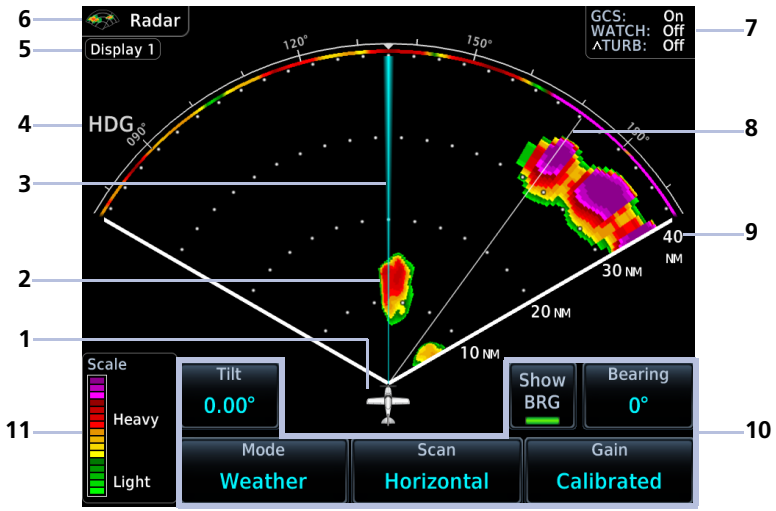 6
Radar
GCS: On
WATCH: Off
^TURB: Off
7
5
Display 1
120°
150°
4
HDG
090°
180°
8
3
9
40
NM
30 NM
2
20 NM
1
10 NM
Scale
Heavy
Light
11
Tilt
0.00°
Show
BRG
Bearing
0°
10
Mode
Weather
Scan
Horizontal
Gain
Calibrated